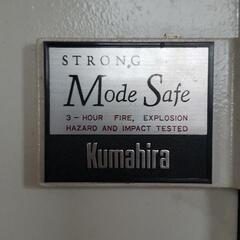 STRONG
Mode Safe
3-HOUR FIRE, EXPLOSION
HAZARD AND IMPACT TESTED
Kumahira